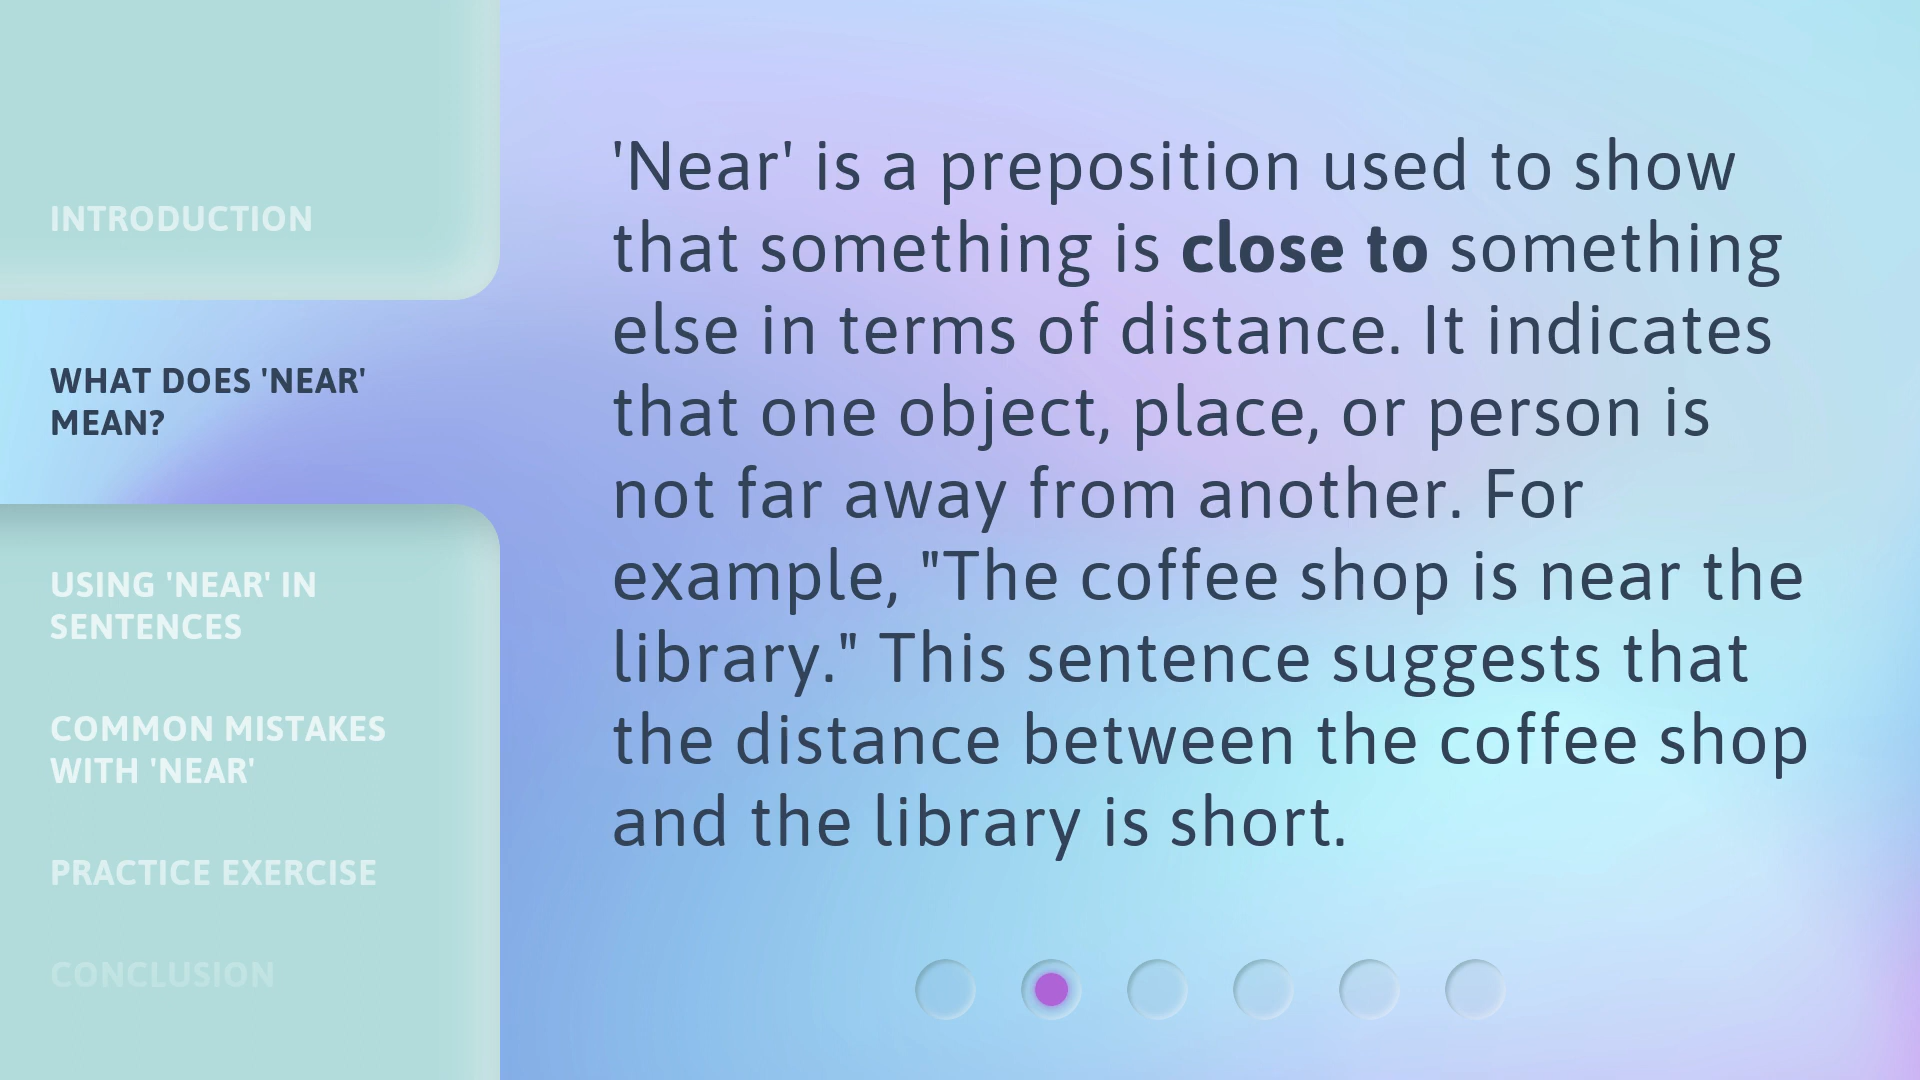 INTRODUCTION
WHAT DOES 'NEAR'
MEAN?
USING 'NEAR' IN
SENTENCES
COMMON MISTAKES
WITH 'NEAR'
PRACTICE EXERCISE
CONCLUSION
'Near' is a preposition used to show
that something is close to something
else in terms of distance. It indicates
that one object, place, or person is
not far away from another. For
example, "The coffee shop is near the
library." This sentence suggests that
the distance between the coffee shop
and the library is short.